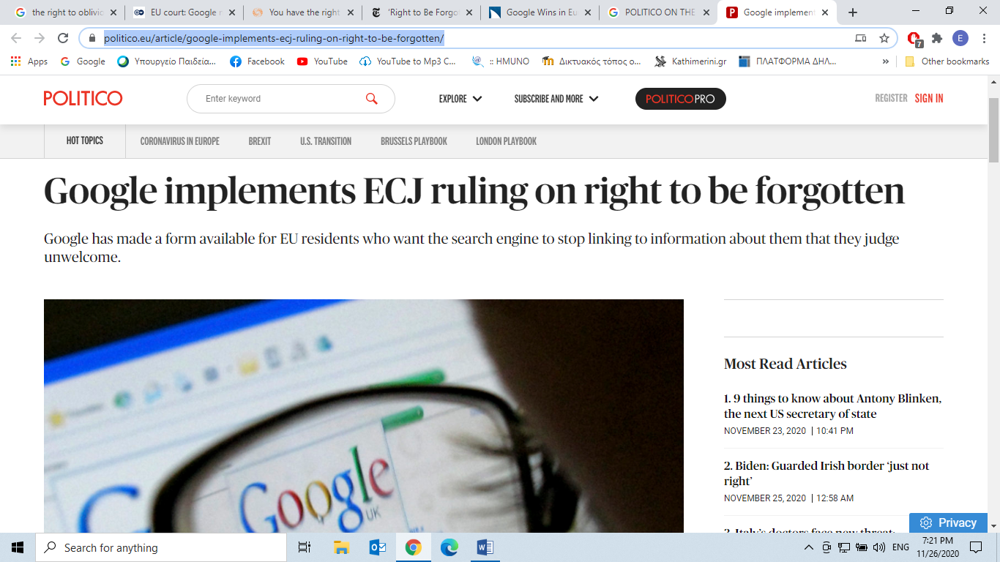 the right to oblivio
EU court: Google r
You have the right
'Right to Be Forgo
Google Wins in Eu
POLITICO ON THE
Google implement
politico.eu/article/google-implements-ecj-ruling-on-right-to-be-forgotten/
7
E
Apps
Google
Υπουργείο Παιδεία...
Facebook
YouTube
YouTube to Mp3 C...
:: HMUNO
Δικτυακός τόπος ο...
Kathimerini.gr
ΠΛΑΤΦΟΡΜΑ ΔΗΛ...
»
Other bookmarks
POLITICO
Enter keyword
EXPLORE
SUBSCRIBE AND MORE
POLITICOPRO
REGISTER
SIGN IN
HOT TOPICS
CORONAVIRUS IN EUROPE
BREXIT
U.S. TRANSITION
BRUSSELS PLAYBOOK
LONDON PLAYBOOK
Google implements ECJ ruling on right to be forgotten
Google has made a form available for EU residents who want the search engine to stop linking to information about them that they judge
unwelcome.
Google
UK
Most Read Articles
1. 9 things to know about Antony Blinken,
the next US secretary of state
NOVEMBER 23, 2020 | 10:41 PM
2. Biden: Guarded Irish border ‘just not
right’
NOVEMBER 25, 2020 | 12:58 AM
3. Italy’s doctors face new threat:
Privacy
Search for anything
ENG
7:21 PM
11/26/2020